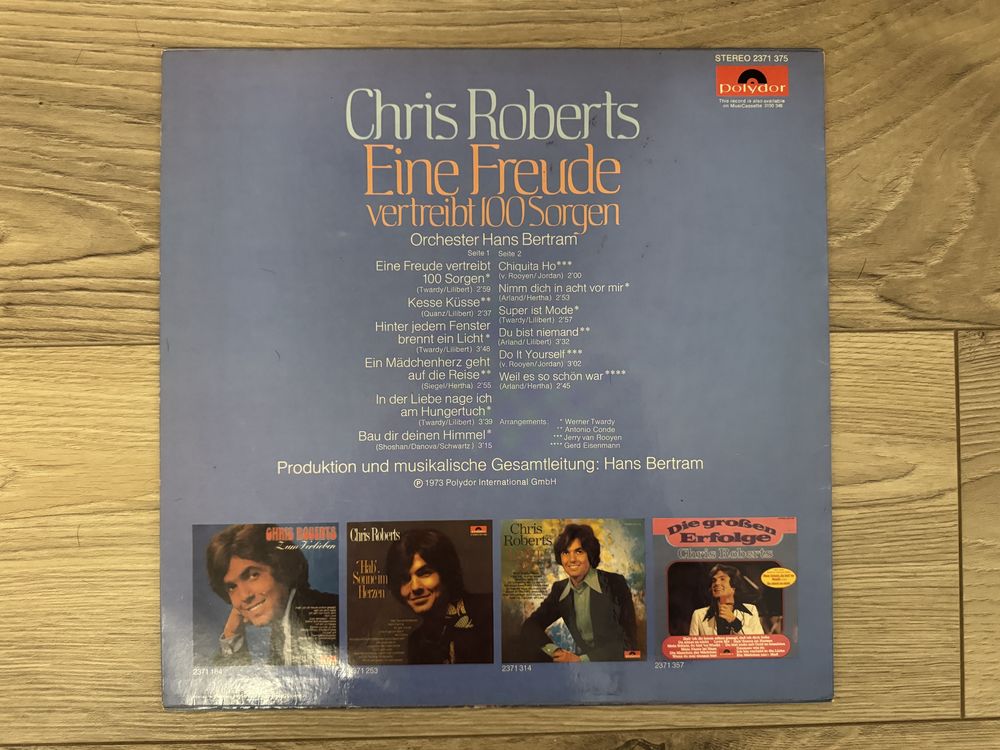 STEREO 2371 375
polydor
This record is also available
on MusiCassette 3150 346
Chris Roberts
Eine Freude
vertreibt 100 Sorgen
Orchester Hans Bertram
Seite 1
Eine Freude vertreibt
100 Sorgen*
(Twardy/Lilibert) 2'59
Kesse Küsse**
(Quanz/Lilibert) 2'37
Hinter jedem Fenster
brennt ein Licht*
(Twardy/Lilibert) 3'48
Ein Mädchenherz geht
auf die Reise**
(Siegel/Hertha) 2'55
In der Liebe nage ich
am Hungertuch*
(Twardy/Lilibert) 3'39
Bau dir deinen Himmel*
(Shoshan/Danova/Schwartz) 3'15
Seite 2
Chiquita Ho***
(v. Rooyen/Jordan) 2'00
Nimm dich in acht vor mir*
(Arland/Hertha) 2'53
Super ist Mode*
(Twardy/Lilibert) 2'57
Du bist niemand**
(Arland/Lilibert) 3'32
Do It Yourself***
(v. Rooyen/Jordan) 3'02
Weil es so schön war****
(Arland/Hertha) 2'45
Arrangements: * Werner Twardy
** Antonio Conde
*** Jerry van Rooyen
**** Gerd Eisenmann
Produktion und musikalische Gesamtleitung: Hans Bertram
Ⓟ 1973 Polydor International GmbH
CHRIS ROBERTS
Zum Verlieben
2371 184
Chris Roberts
"Hab'
Sonne im
Herzen
2371 253
Chris
Roberts
2371 314
Die großen
Erfolge
Chris Roberts
2371 357